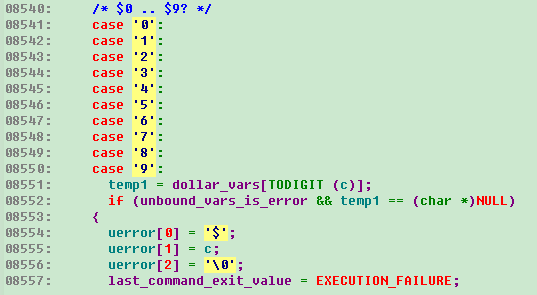 08540:     /* $0 .. $9? */
08541:     case '0':
08542:     case '1':
08543:     case '2':
08544:     case '3':
08545:     case '4':
08546:     case '5':
08547:     case '6':
08548:     case '7':
08549:     case '8':
08550:     case '9':
08551:       temp1 = dollar_vars[TODIGIT (c)];
08552:       if (unbound_vars_is_error && temp1 == (char *)NULL)
08553:     {
08554:       uerror[0] = '$';
08555:       uerror[1] = c;
08556:       uerror[2] = '\0';
08557:       last_command_exit_value = EXECUTION_FAILURE;